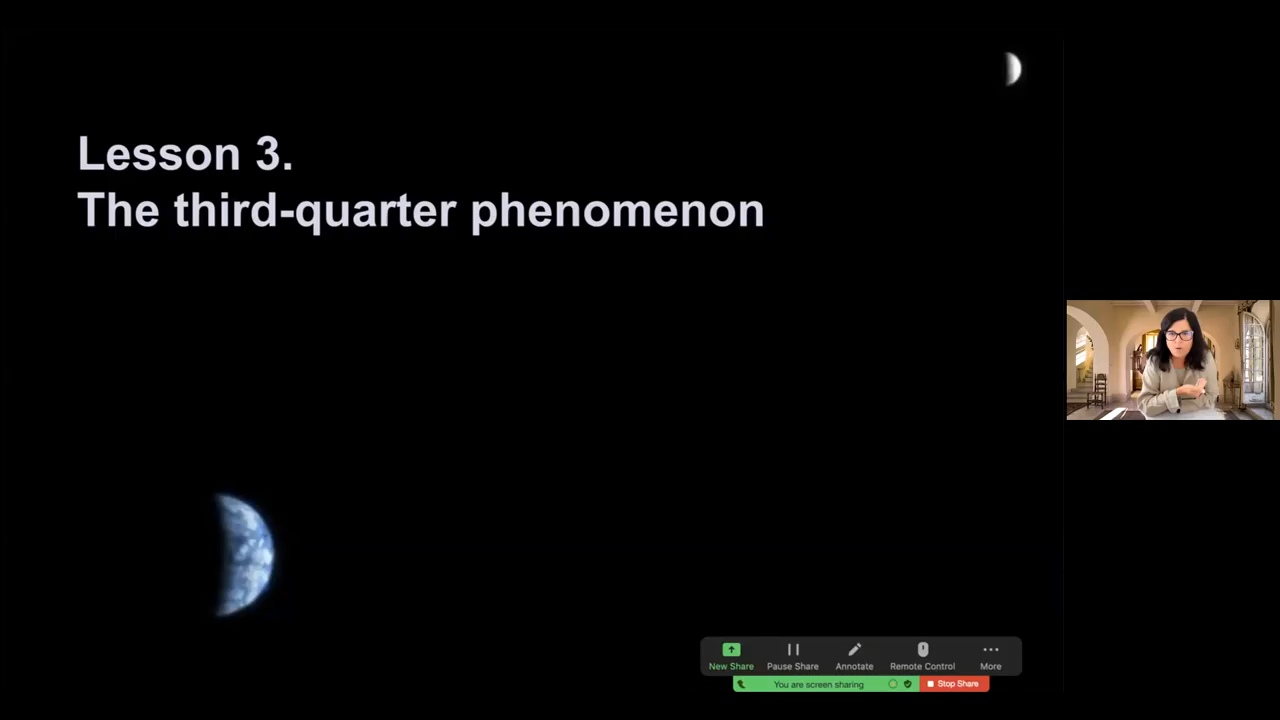 Lesson 3.
The third-quarter phenomenon
New Share
Pause Share
Annotate
Remote Control
More
You are screen sharing
Stop Share